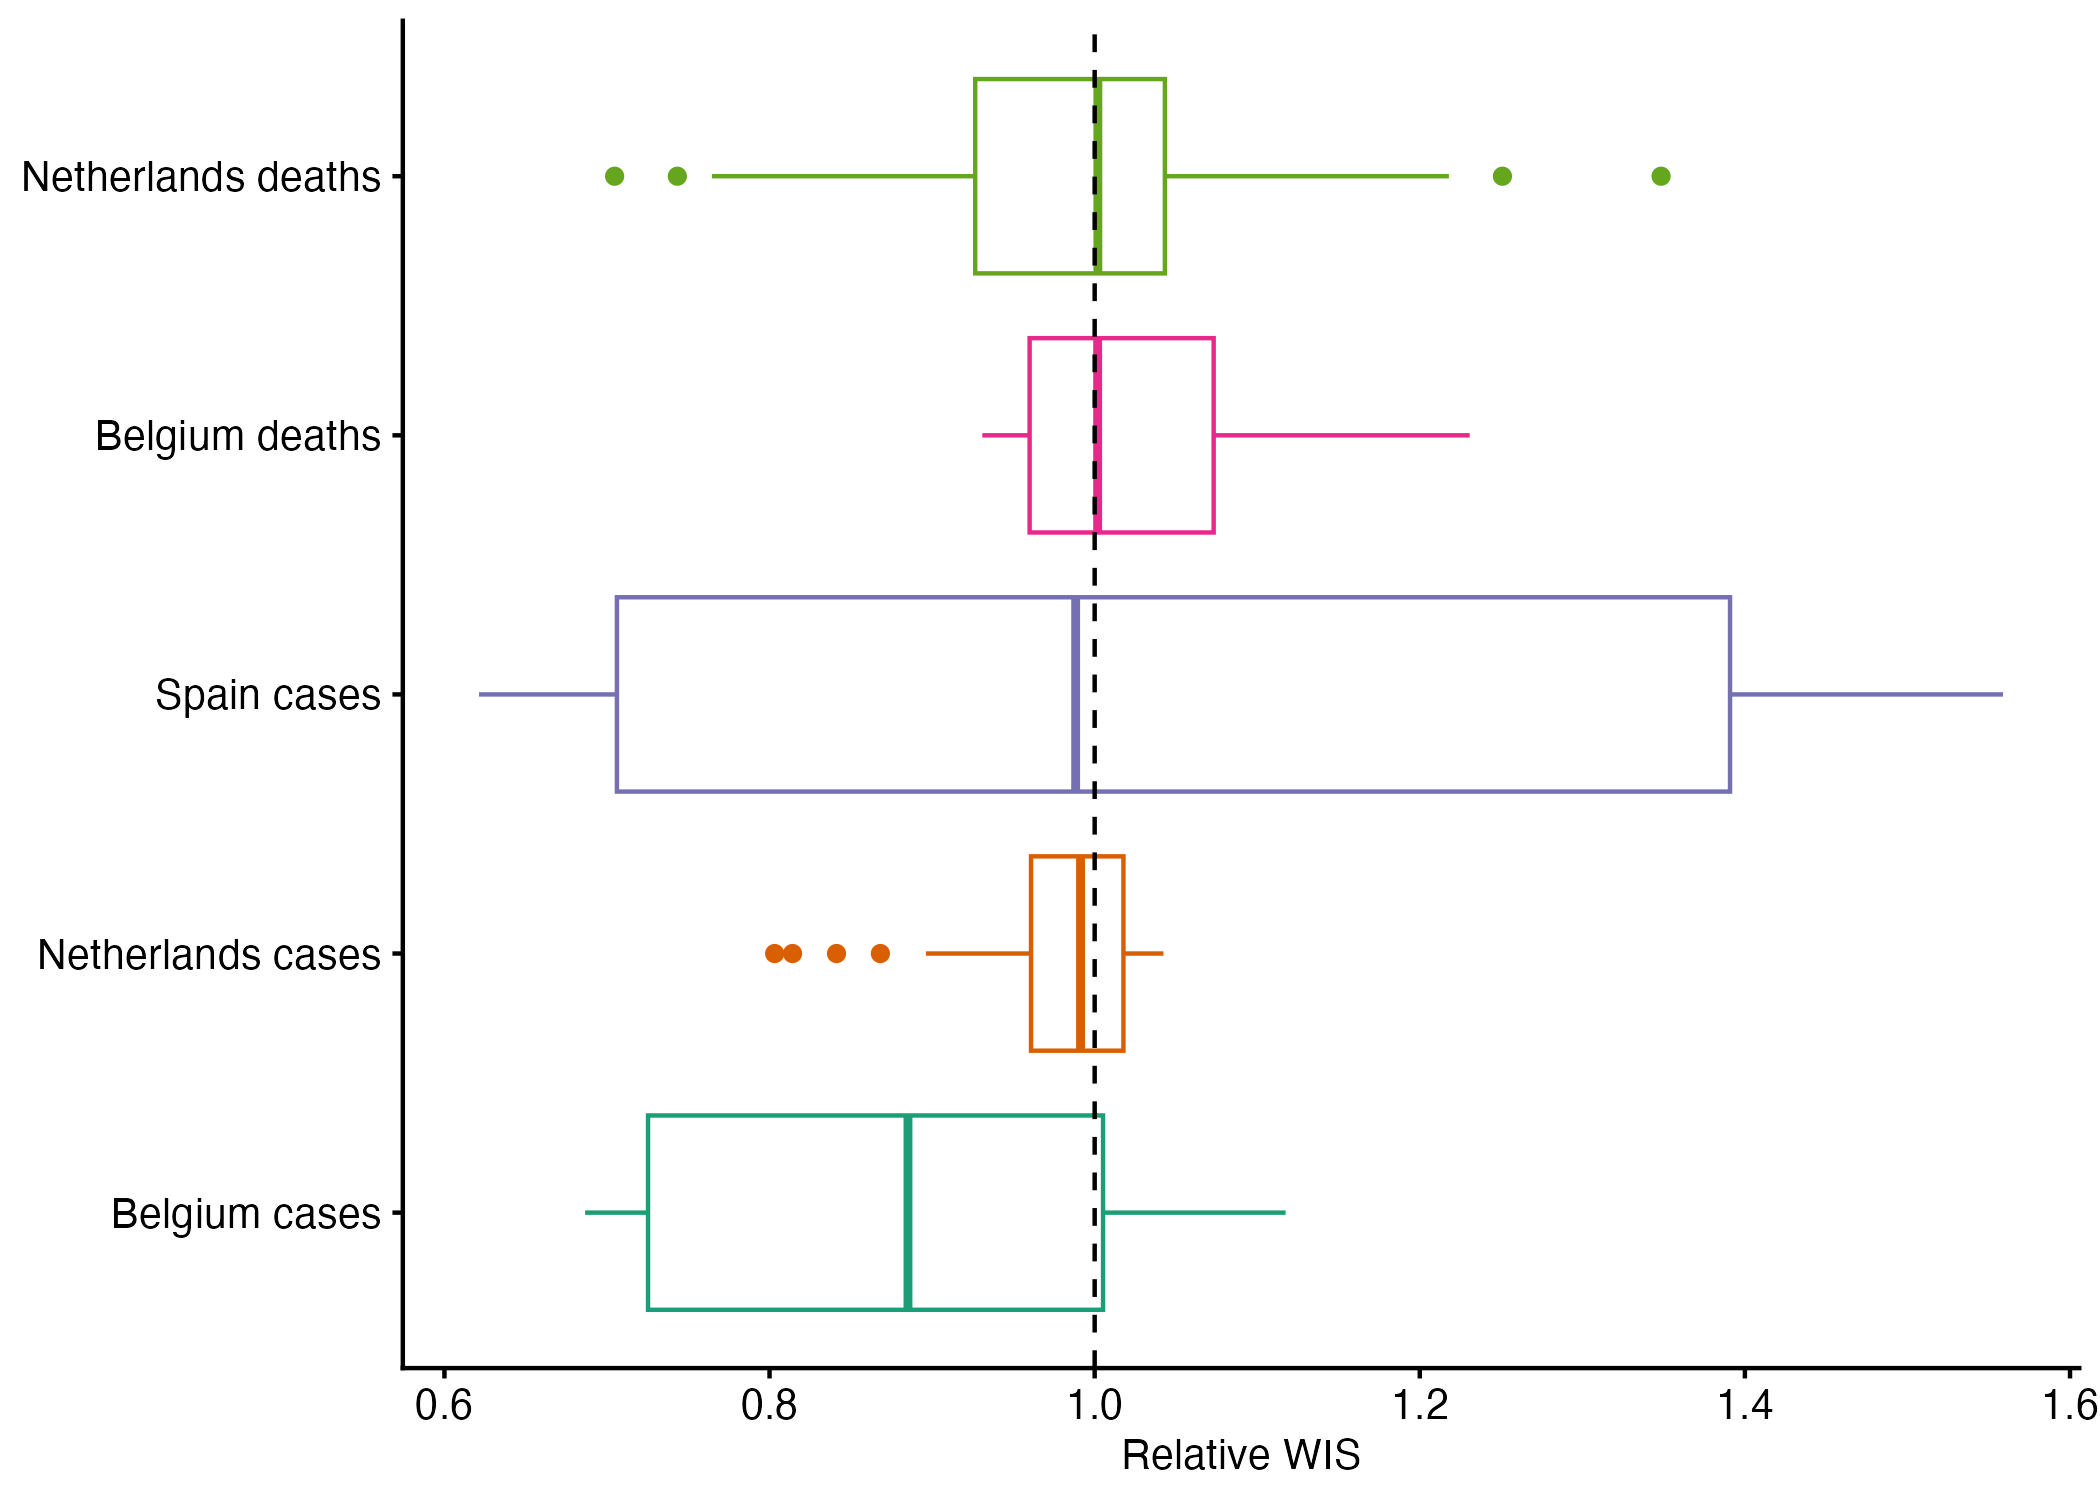 Netherlands deaths
Belgium deaths
Spain cases
Netherlands cases
Belgium cases
0.6 0.8 1.0 1.2 1.4 1.6
Relative WIS